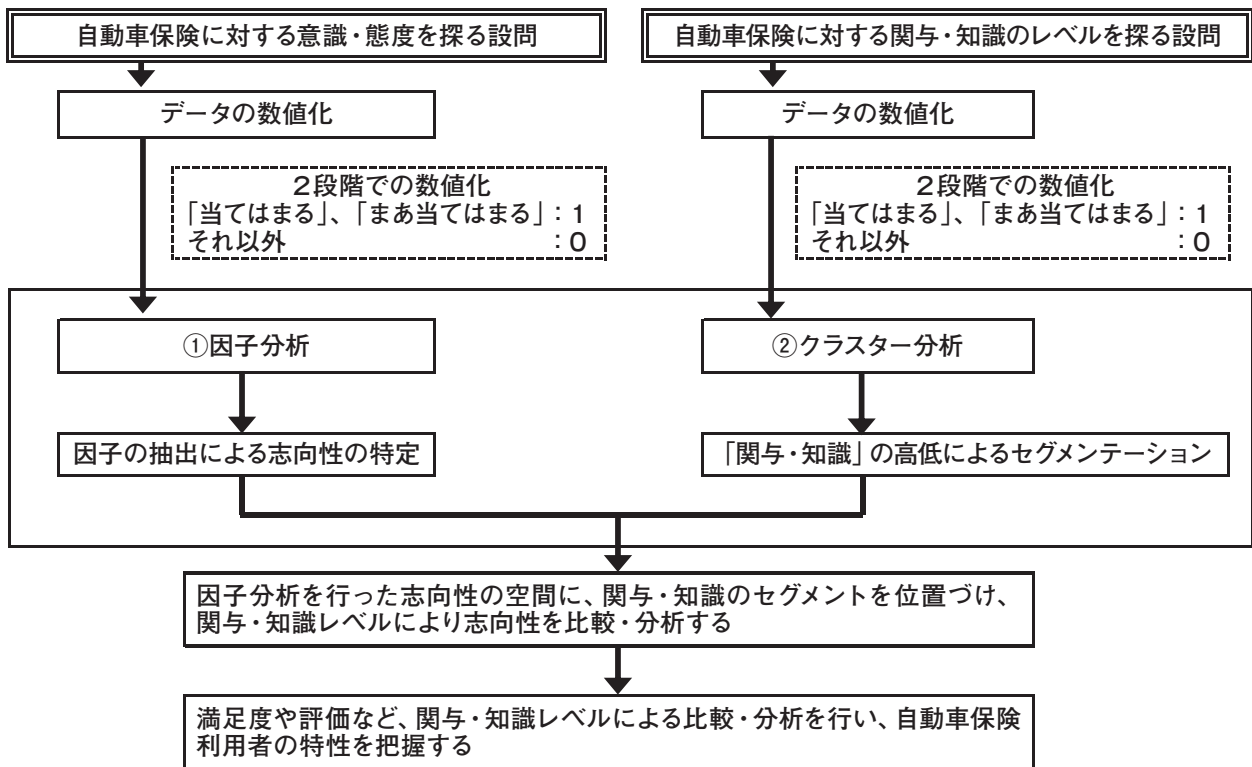 自動車保険に対する意識・態度を探る設問
データの数値化
2段階での数値化
「当てはまる」、「まあ当てはまる」：1
それ以外　　　　　　　　　　：0
①因子分析
因子の抽出による志向性の特定
自動車保険に対する関与・知識のレベルを探る設問
データの数値化
2段階での数値化
「当てはまる」、「まあ当てはまる」：1
それ以外　　　　　　　　　　：0
②クラスター分析
「関与・知識」の高低によるセグメンテーション
因子分析を行った志向性の空間に、関与・知識のセグメントを位置づけ、
関与・知識レベルにより志向性を比較・分析する
満足度や評価など、関与・知識レベルによる比較・分析を行い、自動車保険
利用者の特性を把握する